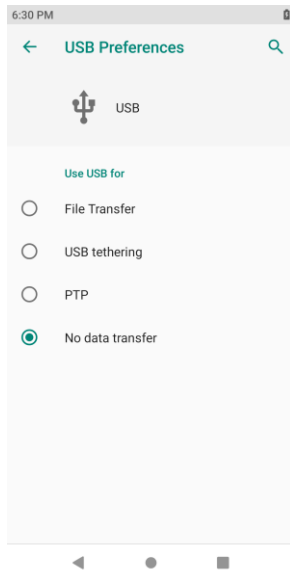 6:30 PM
USB Preferences
USB
Use USB for
File Transfer
USB tethering
PTP
No data transfer